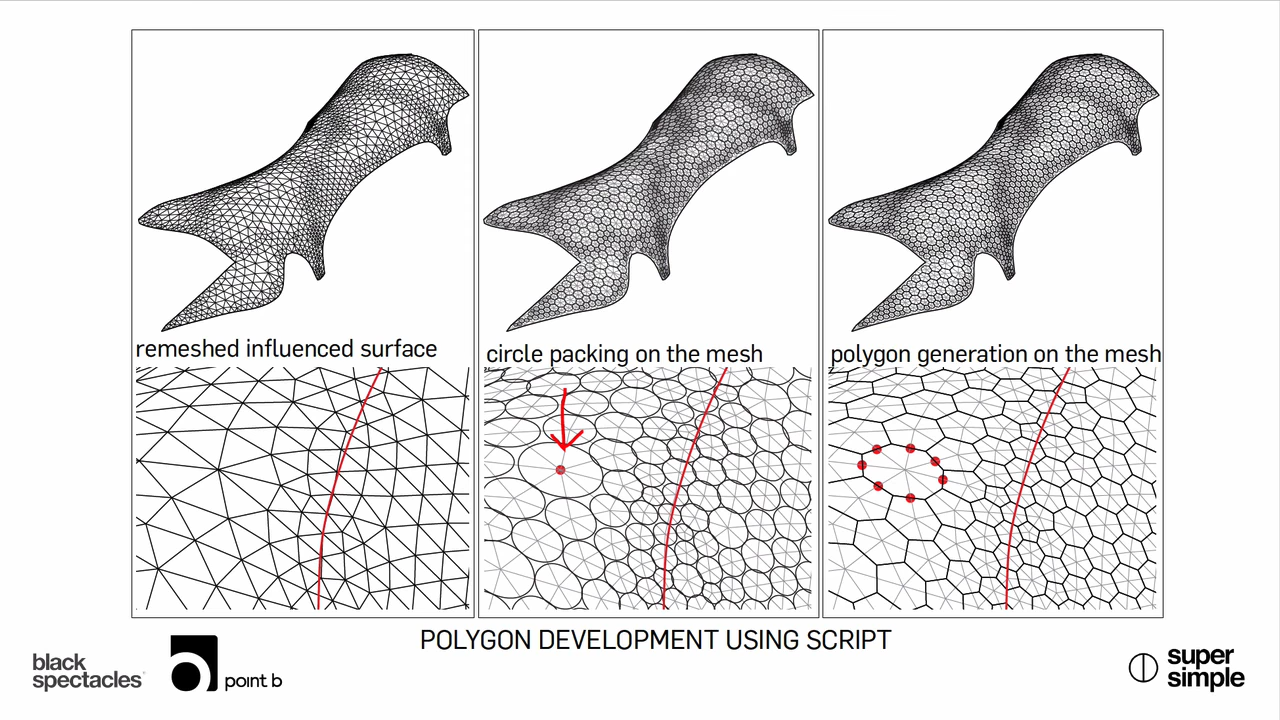 remeshed influenced surface
circle packing on the mesh
polygon generation on the mesh
POLYGON DEVELOPMENT USING SCRIPT
black
spectacles
point b
super
simple